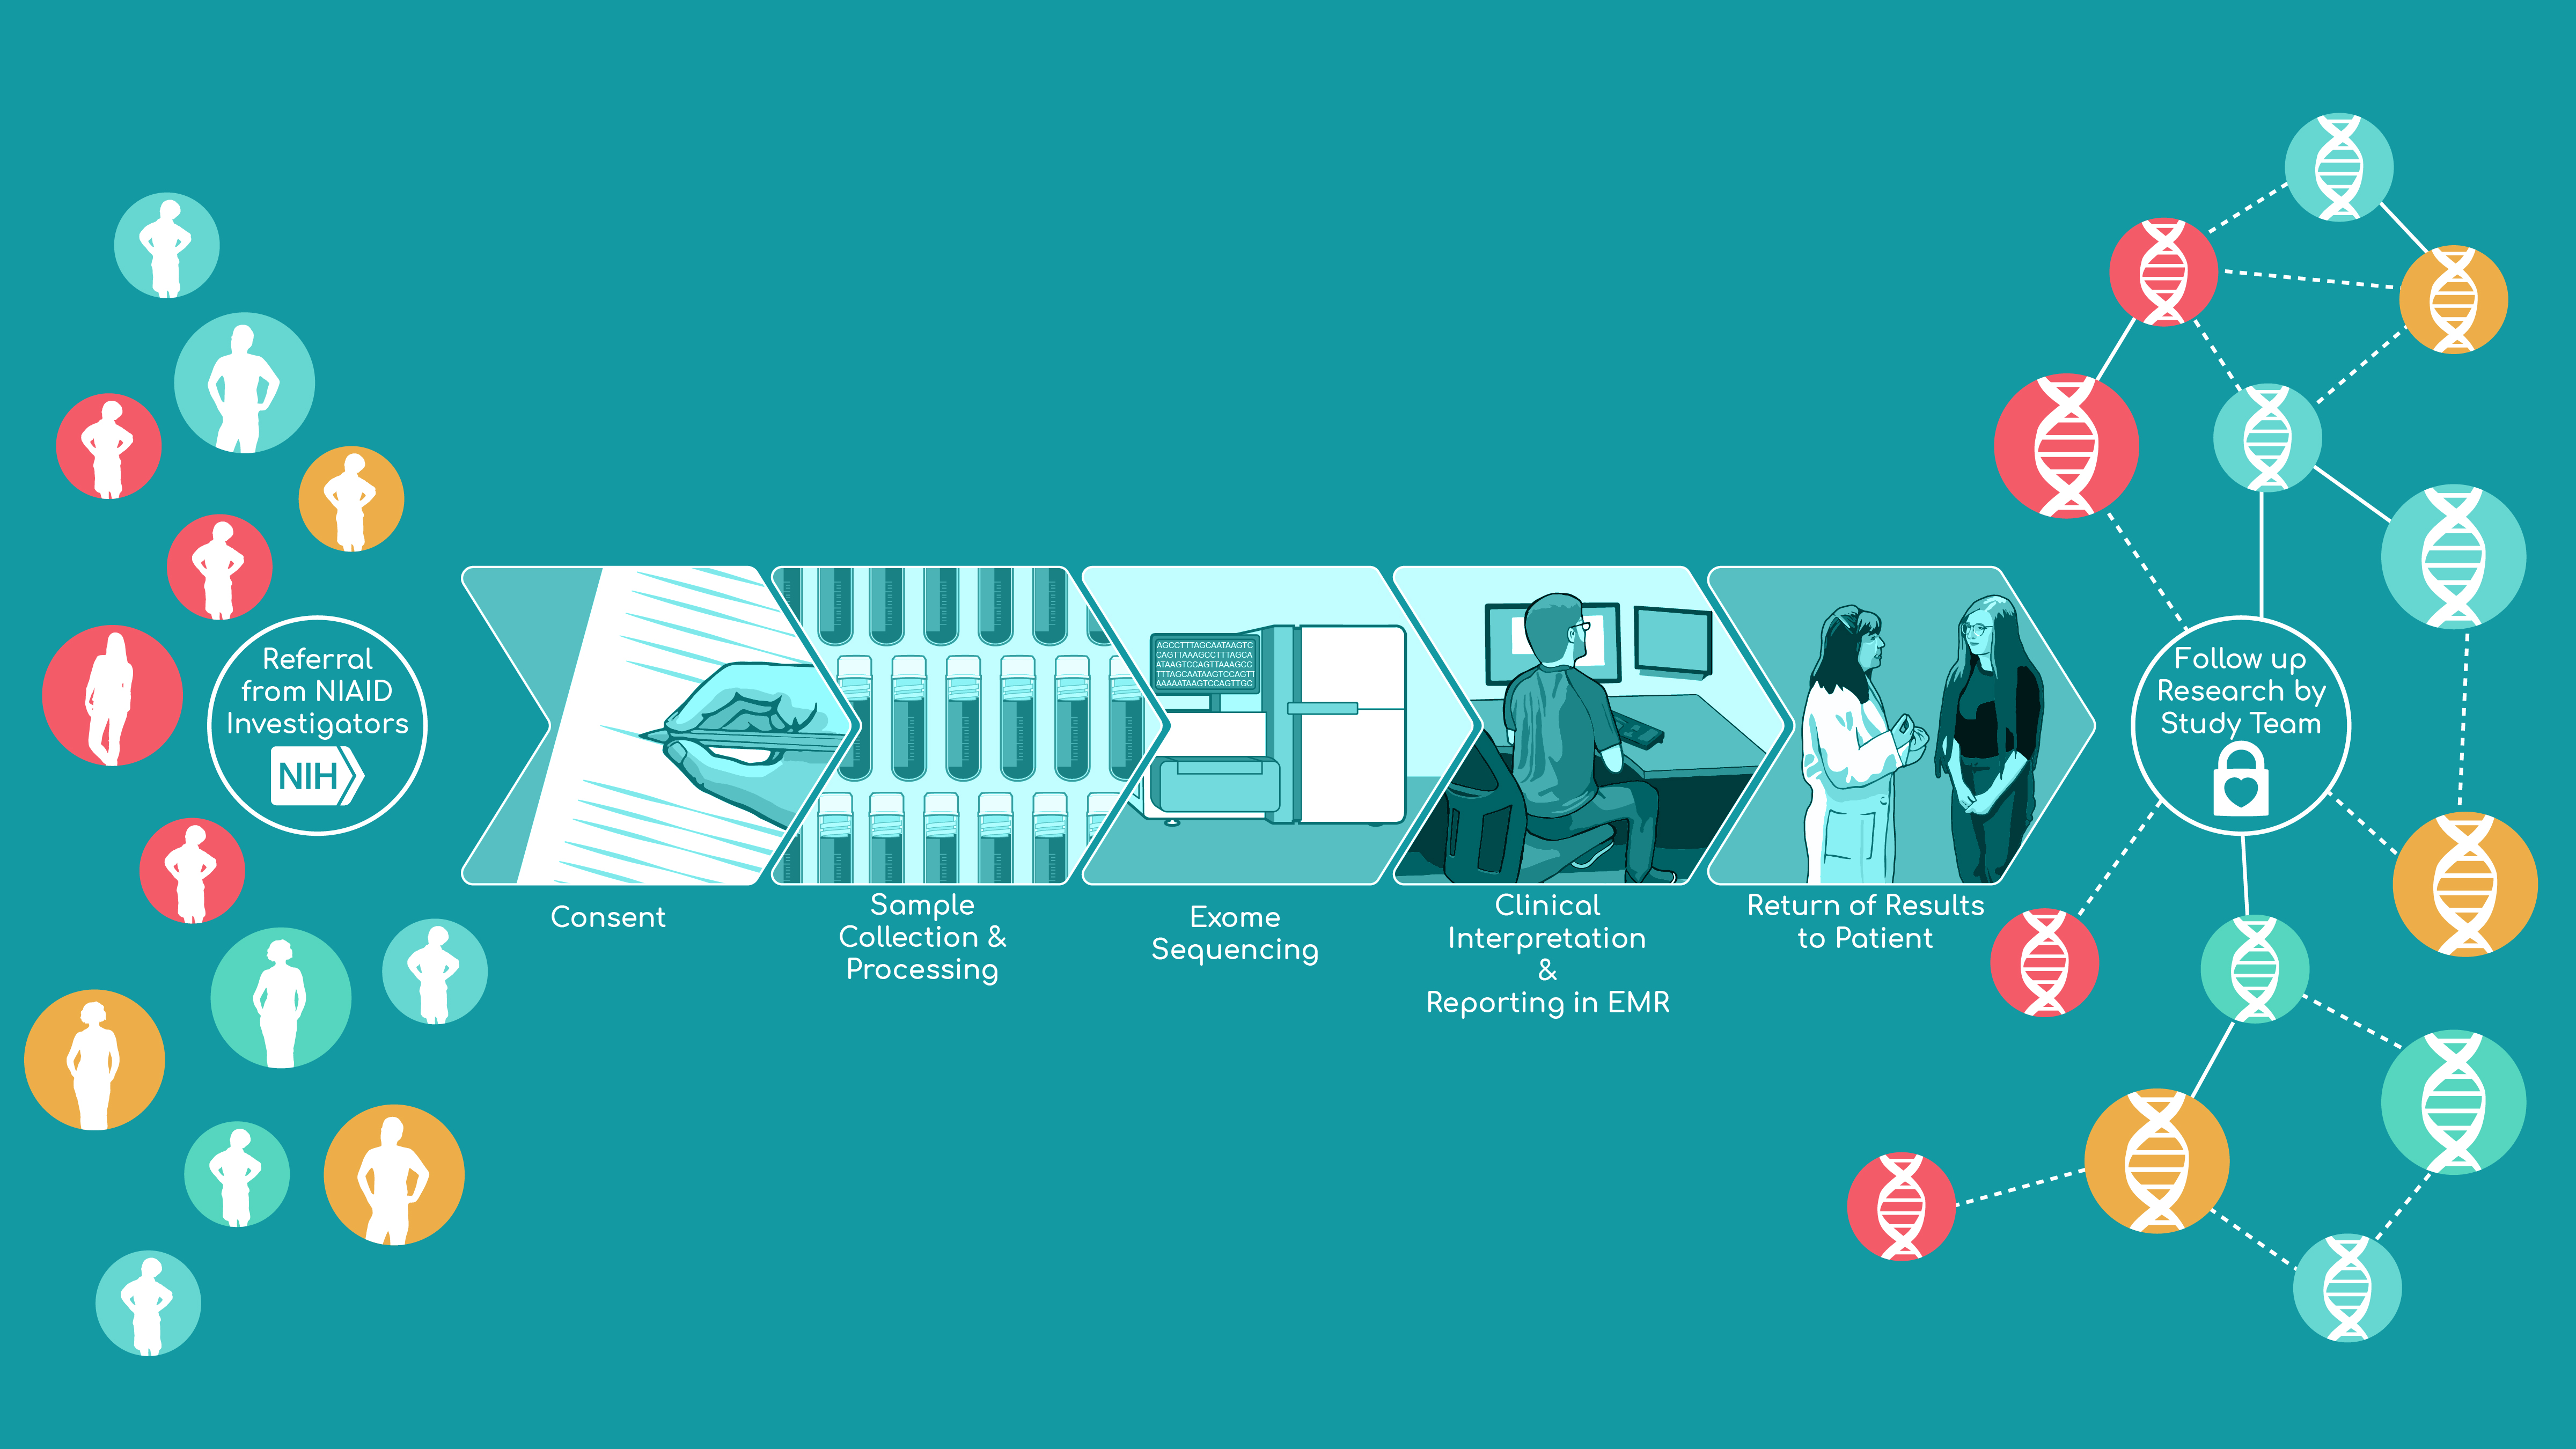 Referral
from NIAID
Investigators
NIH
AGCCTTTAGCAATAAGTC
CAGTTAAAGCCTTTAGCA
ATAAGTCCAGTTAAAGCC
TTTAGCAATAAGTCCAGTT
AAAAATAAGTCCAGTTGC
Consent
Sample
Collection &
Processing
Exome
Sequencing
Clinical
Interpretation
&
Reporting in EMR
Return of Results
to Patient
Follow up
Research by
Study Team